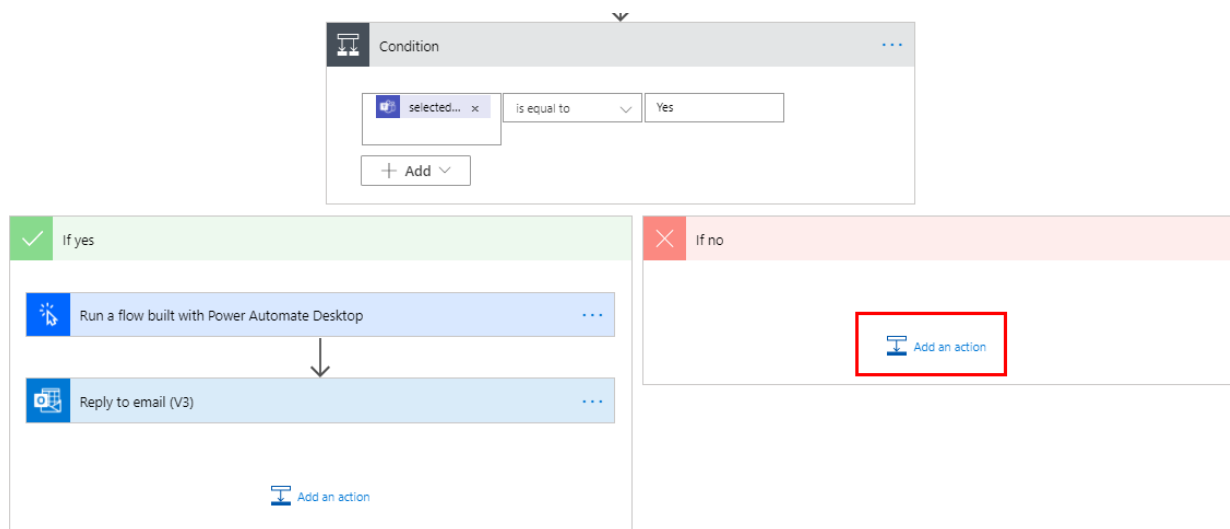 Condition
selected... x
is equal to
Yes
+ Add
If yes
If no
Run a flow built with Power Automate Desktop
Add an action
Reply to email (V3)
Add an action